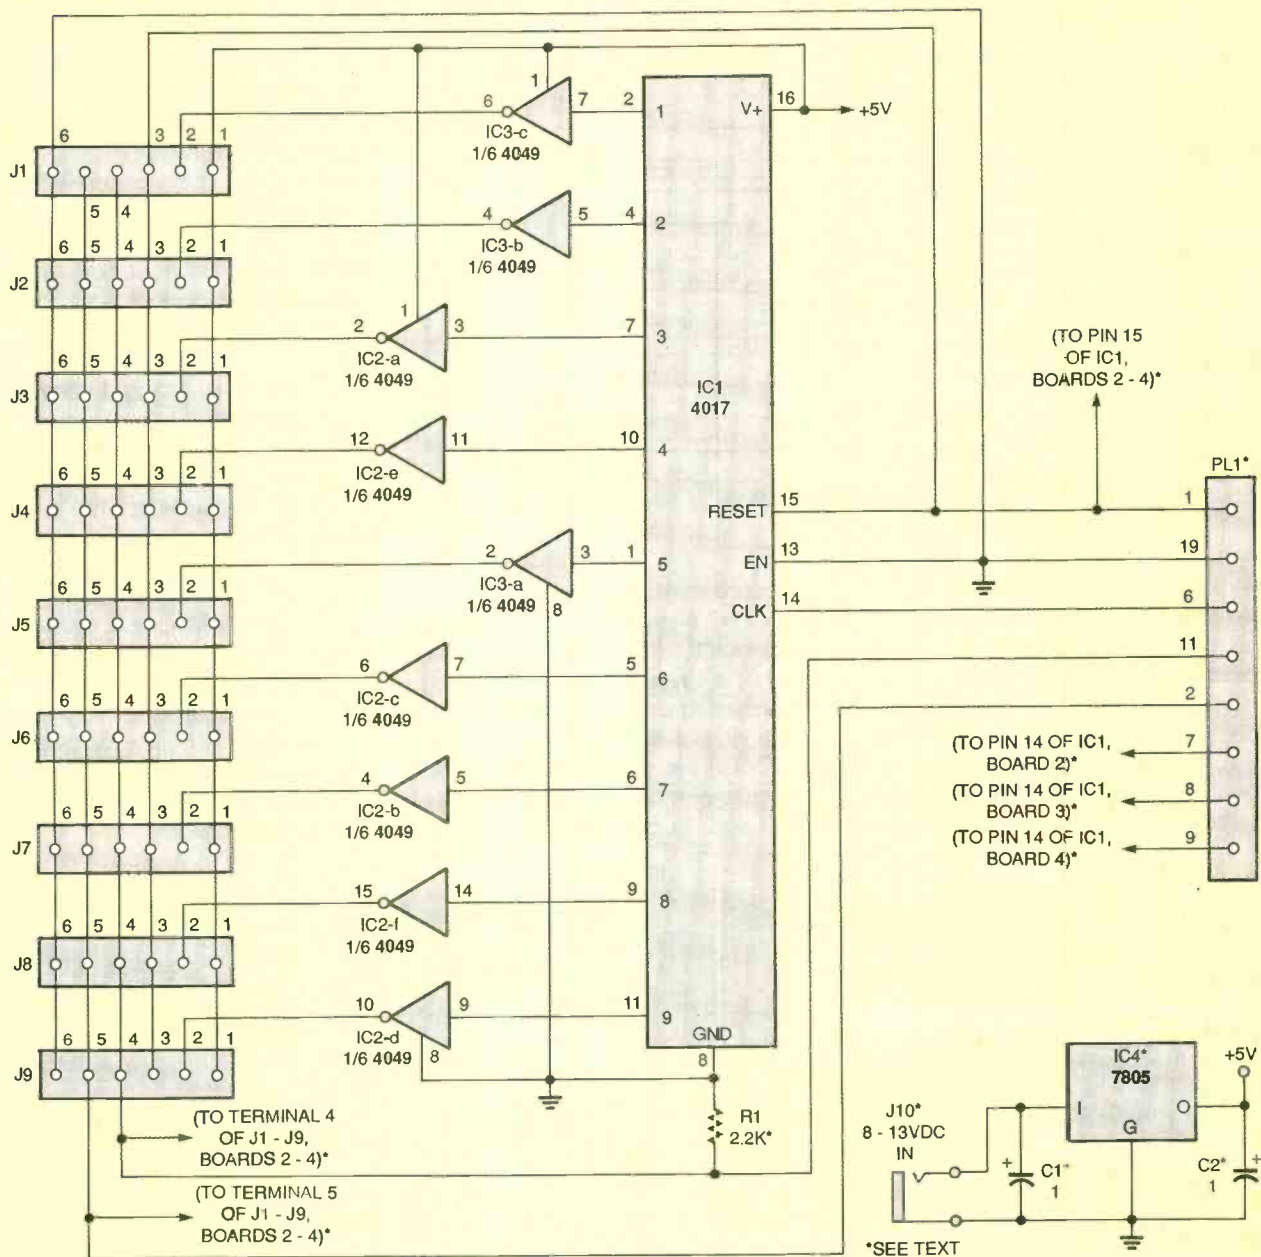 1
7
6
IC3-c
1/6 4049
2
1
V+
16
+5V
6
3
2
1
J1
5
4
4
5
IC3-b
1/6 4049
4
2
6
5
4
3
2
1
J2
1
2
3
IC2-a
1/6 4049
7
3
6
5
4
3
2
1
J3
(TO PIN 15
OF IC1,
BOARDS 2 - 4)*
IC1
4017
12
11
IC2-e
1/6 4049
10
4
6
5
4
3
2
1
J4
PL1*
RESET
15
1
2
3
IC3-a
1/6 4049
8
1
5
EN
13
19
6
5
4
3
2
1
J5
CLK
14
6
11
6
7
IC2-c
1/6 4049
5
6
2
6
5
4
3
2
1
J6
(TO PIN 14 OF IC1,
BOARD 2)*
7
4
5
IC2-b
1/6 4049
6
7
(TO PIN 14 OF IC1,
BOARD 3)*
8
6
5
4
3
2
1
J7
(TO PIN 14 OF IC1,
BOARD 4)*
9
15
14
IC2-f
1/6 4049
9
8
6
5
4
3
2
1
J8
10
9
IC2-d
1/6 4049
8
11
9
GND
8
6
5
4
3
2
1
J9
IC4*
7805
I
O
G
+5V
R1
2.2K*
J10*
8 - 13VDC
IN
+
C1*
1
C2*
1
+
(TO TERMINAL 4
OF J1 - J9,
BOARDS 2 - 4)*
(TO TERMINAL 5
OF J1 - J9,
BOARDS 2 - 4)*
*SEE TEXT